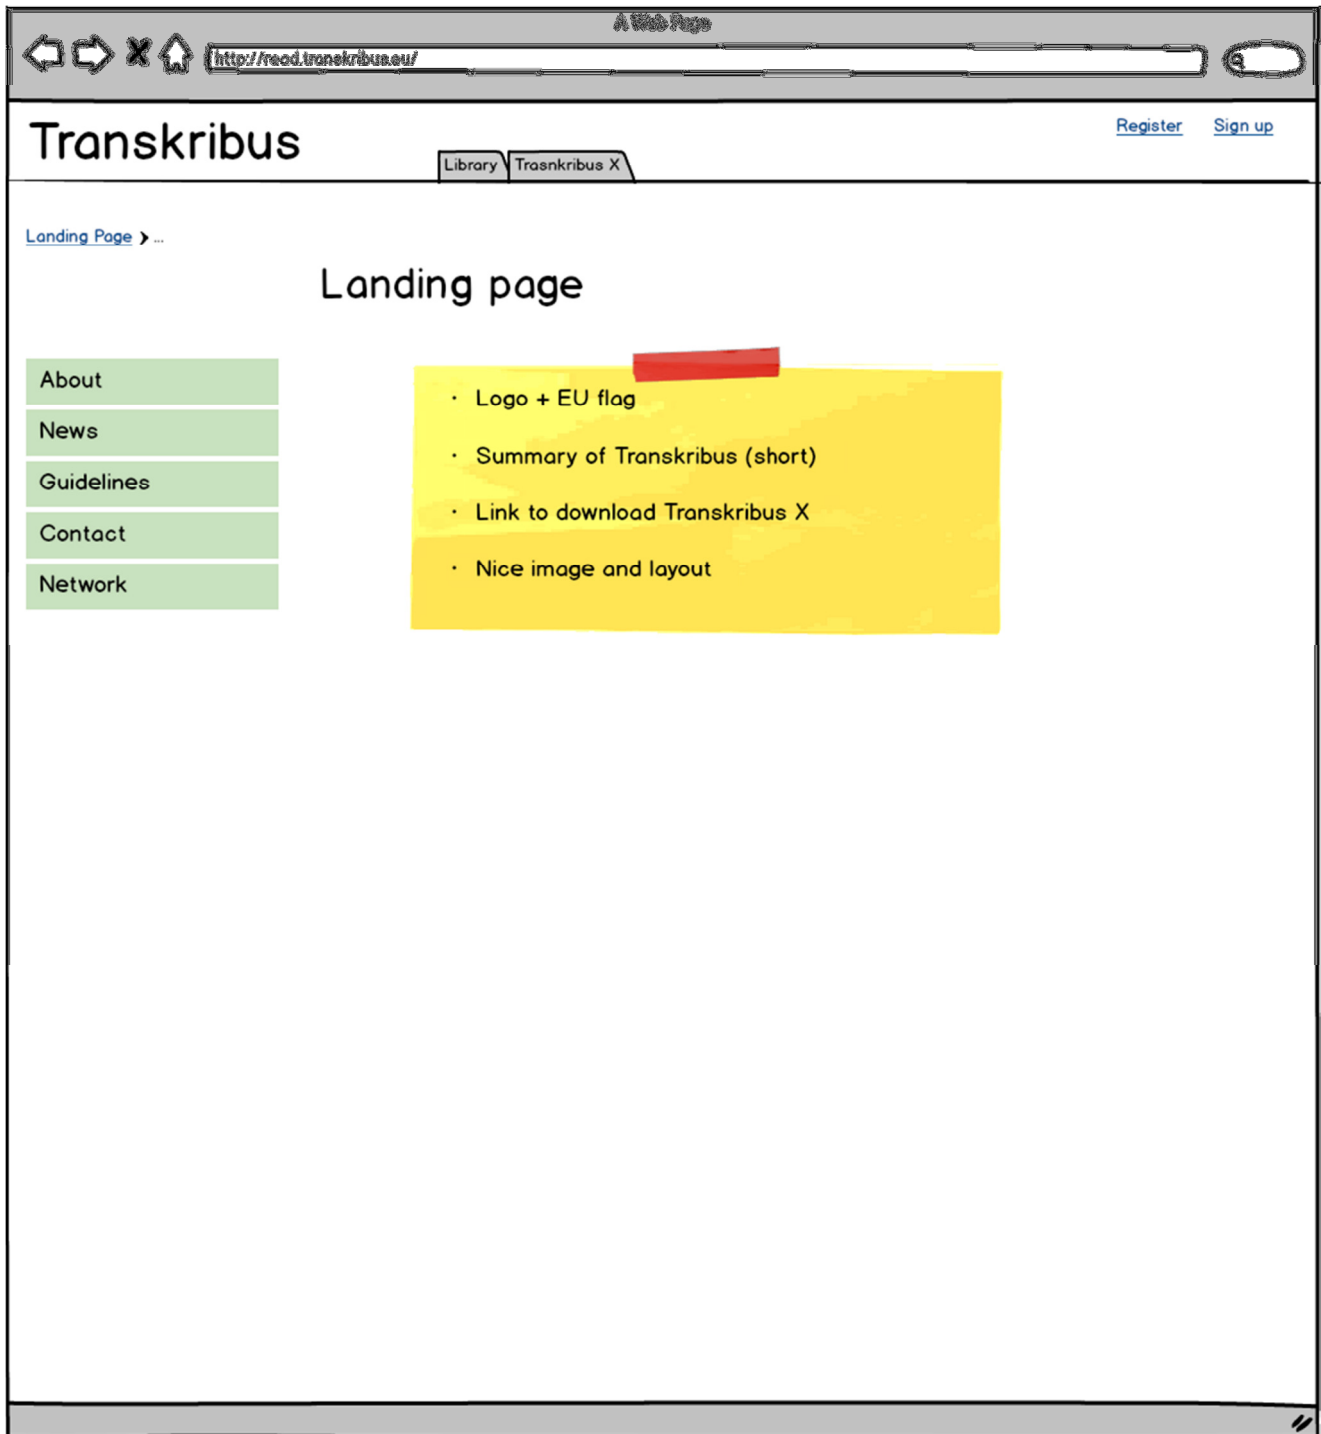 A Web Page
http://read.transkribus.eu/
Transkribus
Register Sign up
Library Trasnkribus X
Landing Page ...
Landing page
About
News
Guidelines
Contact
Network
· Logo + EU flag
· Summary of Transkribus (short)
· Link to download Transkribus X
· Nice image and layout